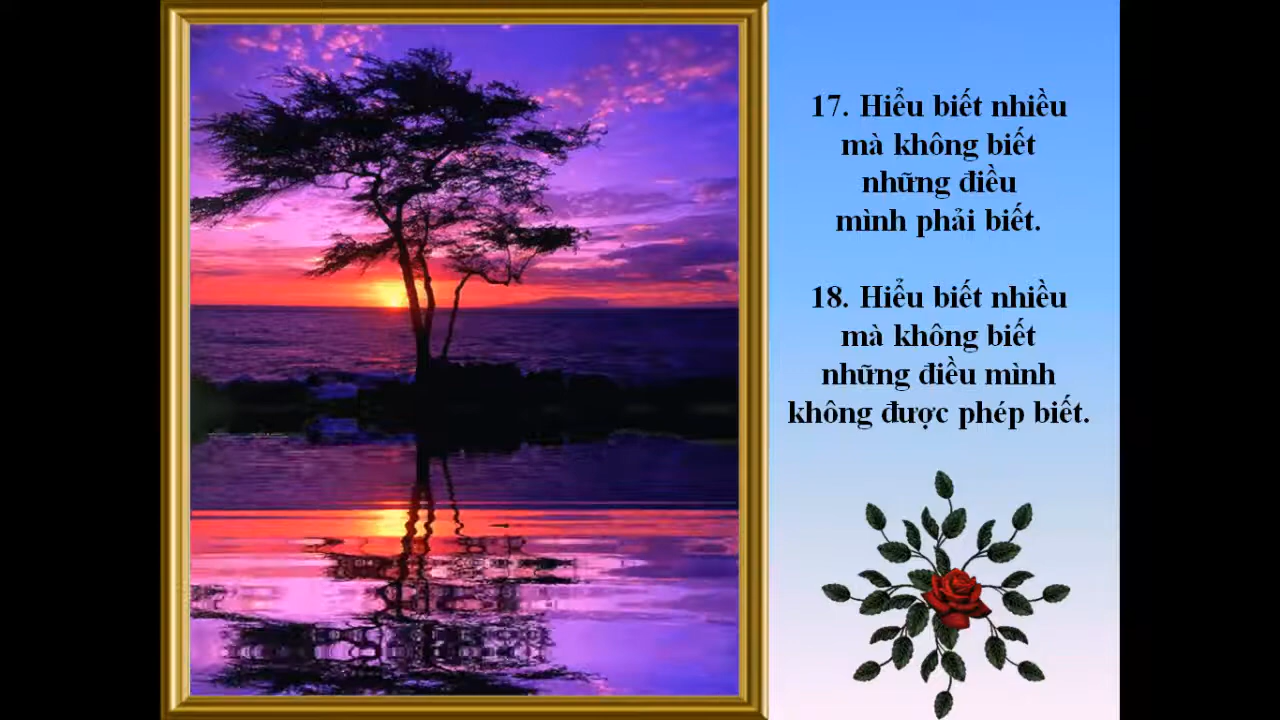 17. Hiểu biết nhiều
mà không biết
những điều
mình phải biết.
18. Hiểu biết nhiều
mà không biết
những điều mình
không được phép biết.